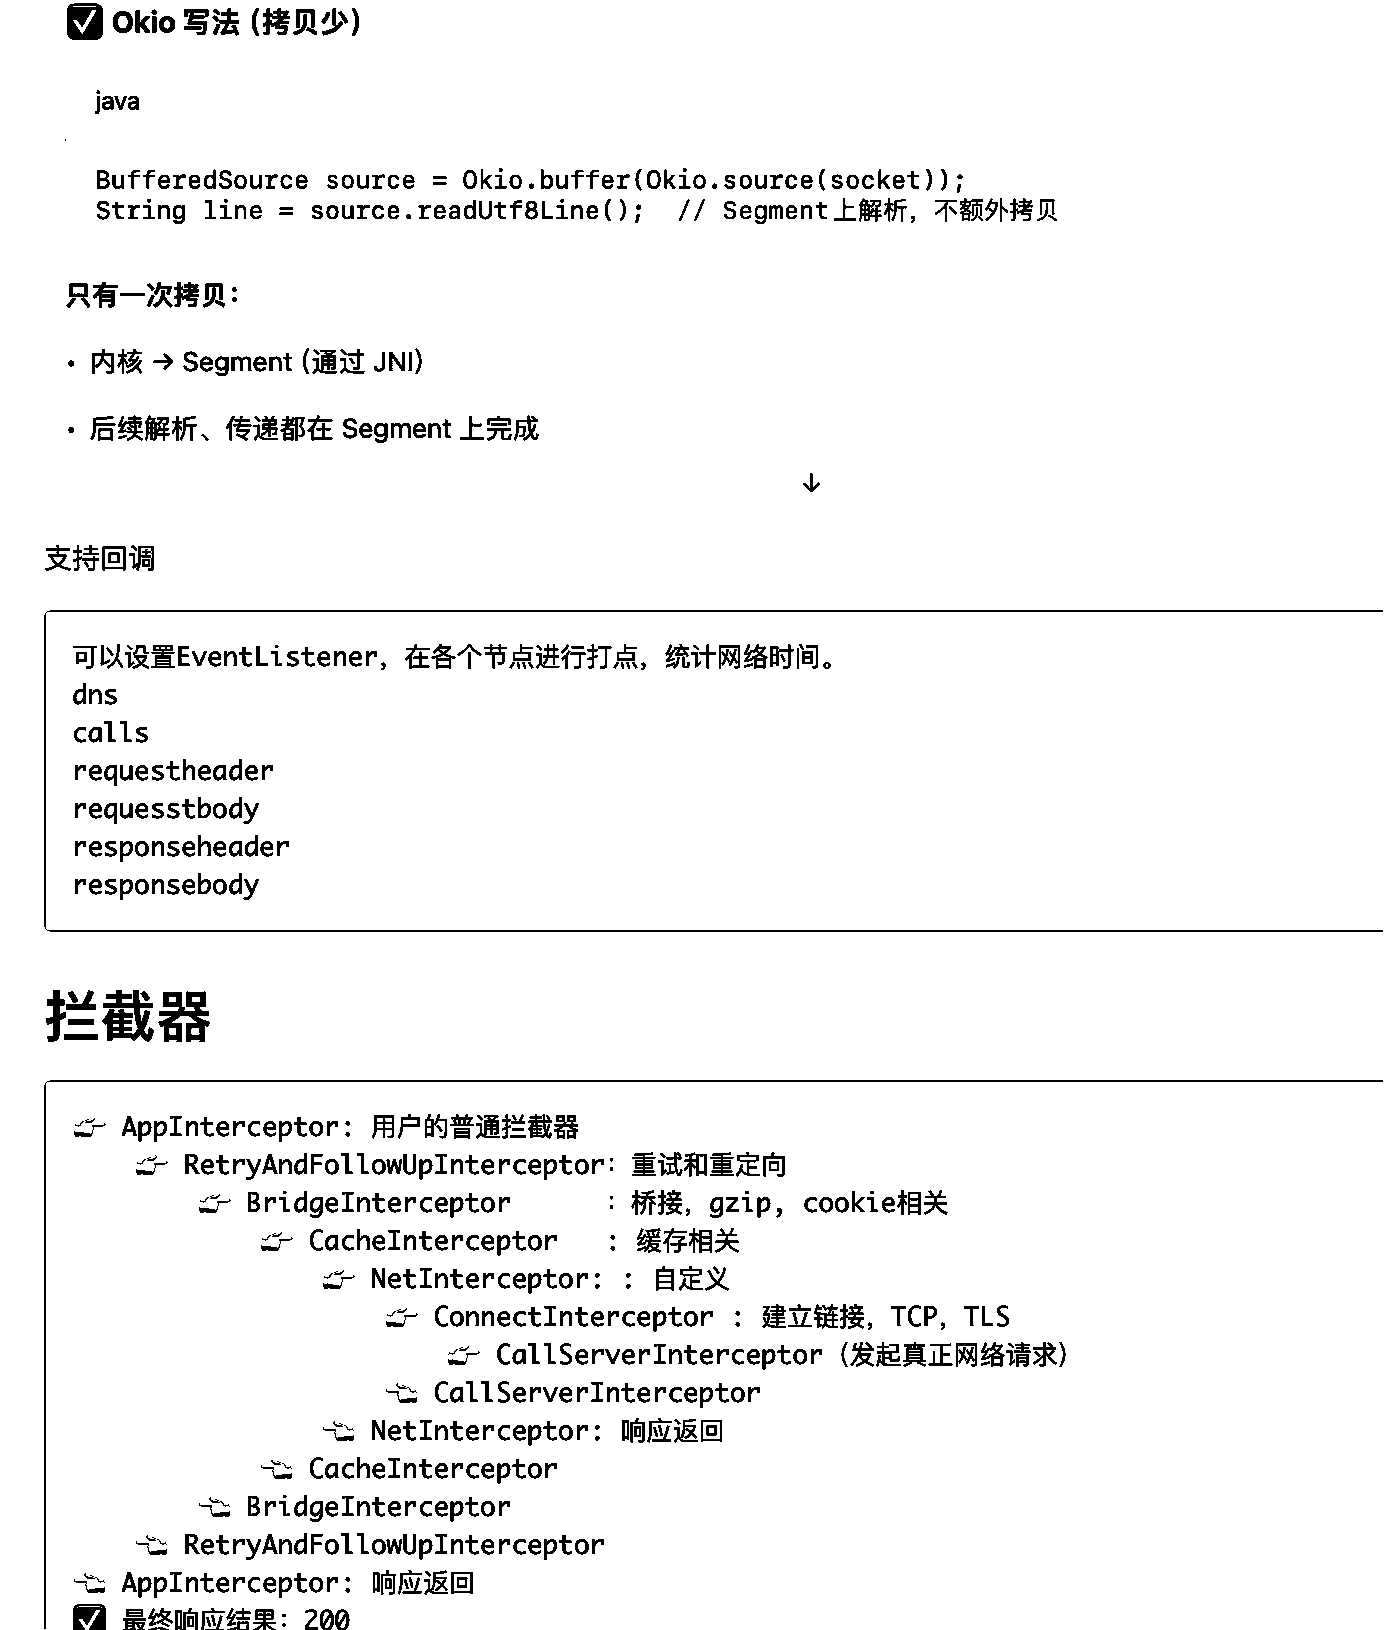 ✅ Okio 写法 (拷贝少)
java
BufferedSource source = Okio.buffer(Okio.source(socket));
String line = source.readUtf8Line();  // Segment上解析，不额外拷贝
只有一次拷贝：
• 内核 → Segment (通过 JNI)
• 后续解析、传递都在 Segment 上完成
↓
支持回调
可以设置EventListener，在各个节点进行打点，统计网络时间。
dns
calls
requestheader
requesstbody
responseheader
responsebody
拦截器
👉 AppInterceptor: 用户的普通拦截器
👉 RetryAndFollowUpInterceptor: 重试和重定向
👉 BridgeInterceptor      : 桥接，gzip, cookie相关
👉 CacheInterceptor   : 缓存相关
👉 NetInterceptor: : 自定义
👉 ConnectInterceptor : 建立链接，TCP，TLS
👉 CallServerInterceptor（发起真正网络请求）
👈 CallServerInterceptor
👈 NetInterceptor: 响应返回
👈 CacheInterceptor
👈 BridgeInterceptor
👈 RetryAndFollowUpInterceptor
👈 AppInterceptor: 响应返回
✅ 最终响应结果: 200